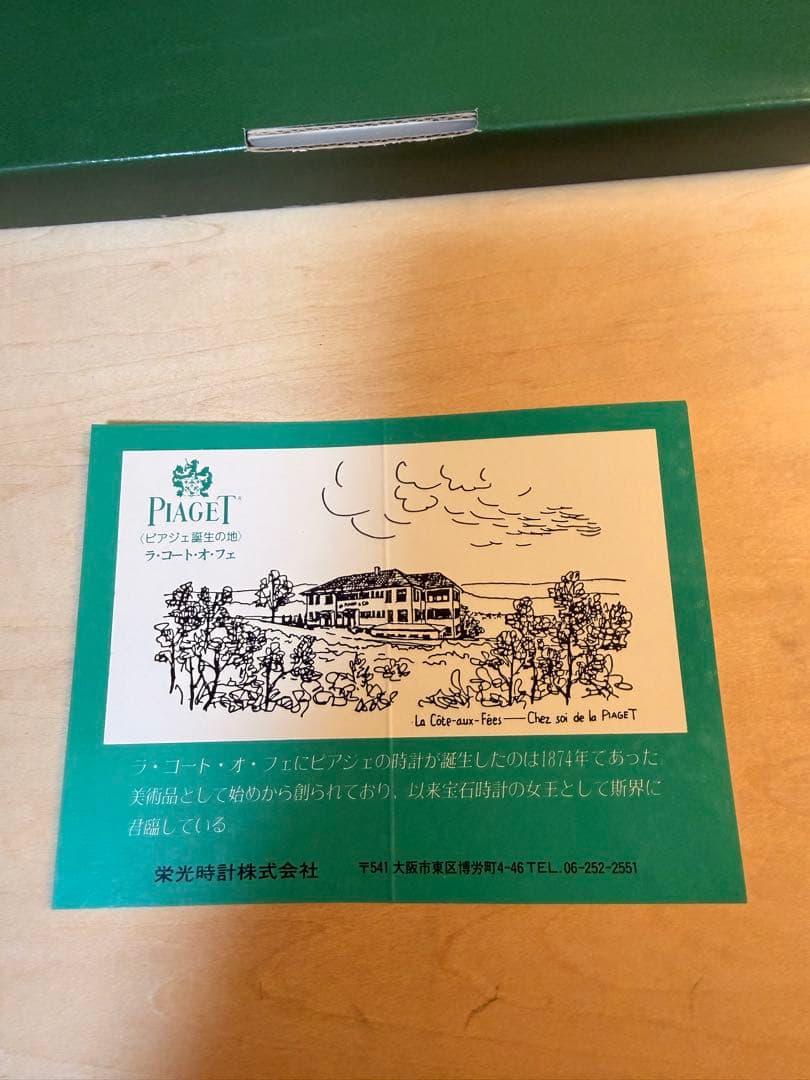 PIAGET®
〈ピアジェ誕生の地〉
ラ・コート・オ・フェ
La Côte-aux-Fées — Chez soi de la PIAGET
ラ・コート・オ・フェにピアジェの時計が誕生したのは1874年であった
美術品として始めから創られており、以来宝石時計の女王として斯界に
君臨している
栄光時計株式会社 〒541 大阪市東区博労町4-46 TEL. 06-252-2551